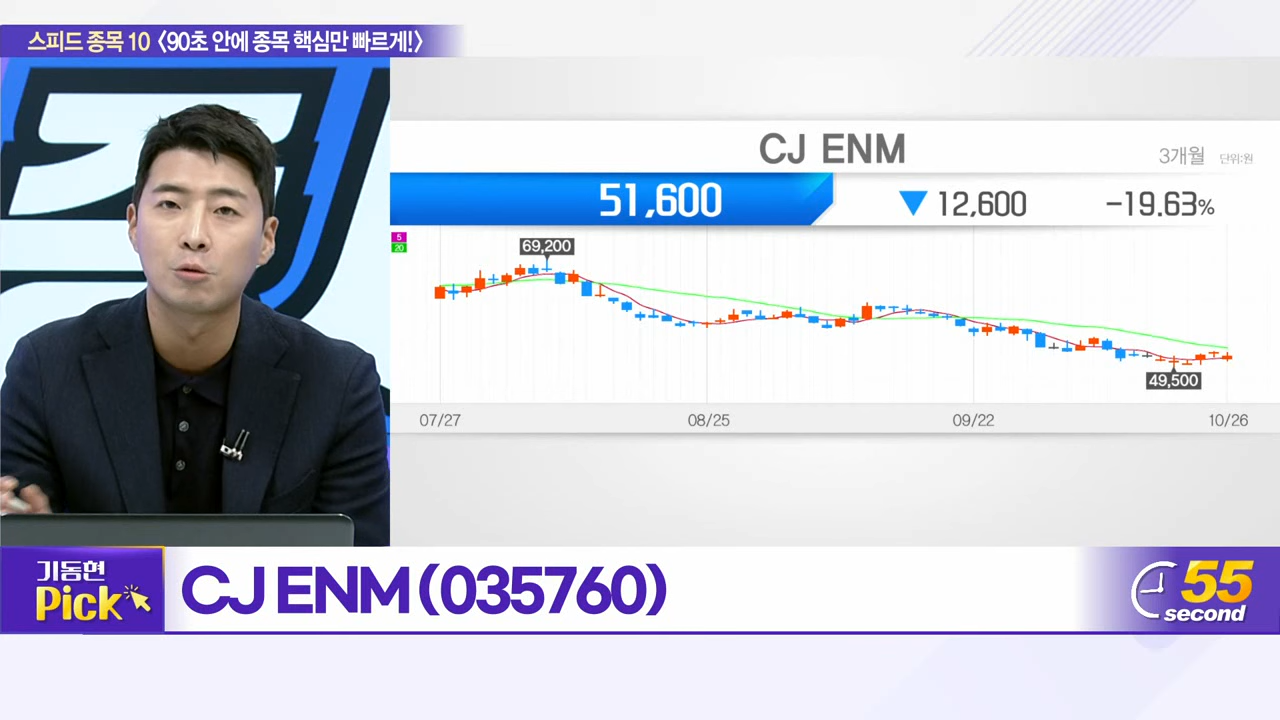 스피드 종목 10 <90초 안에 종목 핵심만 빠르게!>
CJ ENM
3개월 단위:원
51,600 ▼ 12,600 -19.63%
5
20
69,200
49,500
07/27 08/25 09/22 10/26
기동현
Pick
CJ ENM (035760)
55
second